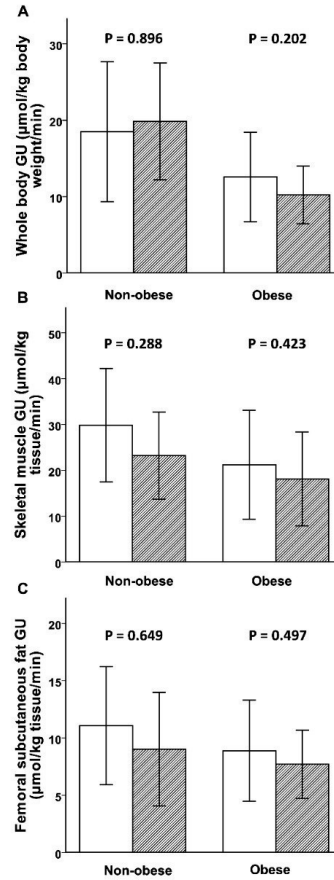 A
Whole body GU (µmol/kg body
weight/min)
30
20
10
0
P = 0.896
P = 0.202
Non-obese
Obese
B
Skeletal muscle GU (µmol/kg
tissue/min)
50
40
30
20
10
0
P = 0.288
P = 0.423
Non-obese
Obese
C
Femoral subcutaneous fat GU
(µmol/kg tissue/min)
20
15
10
5
0
P = 0.649
P = 0.497
Non-obese
Obese